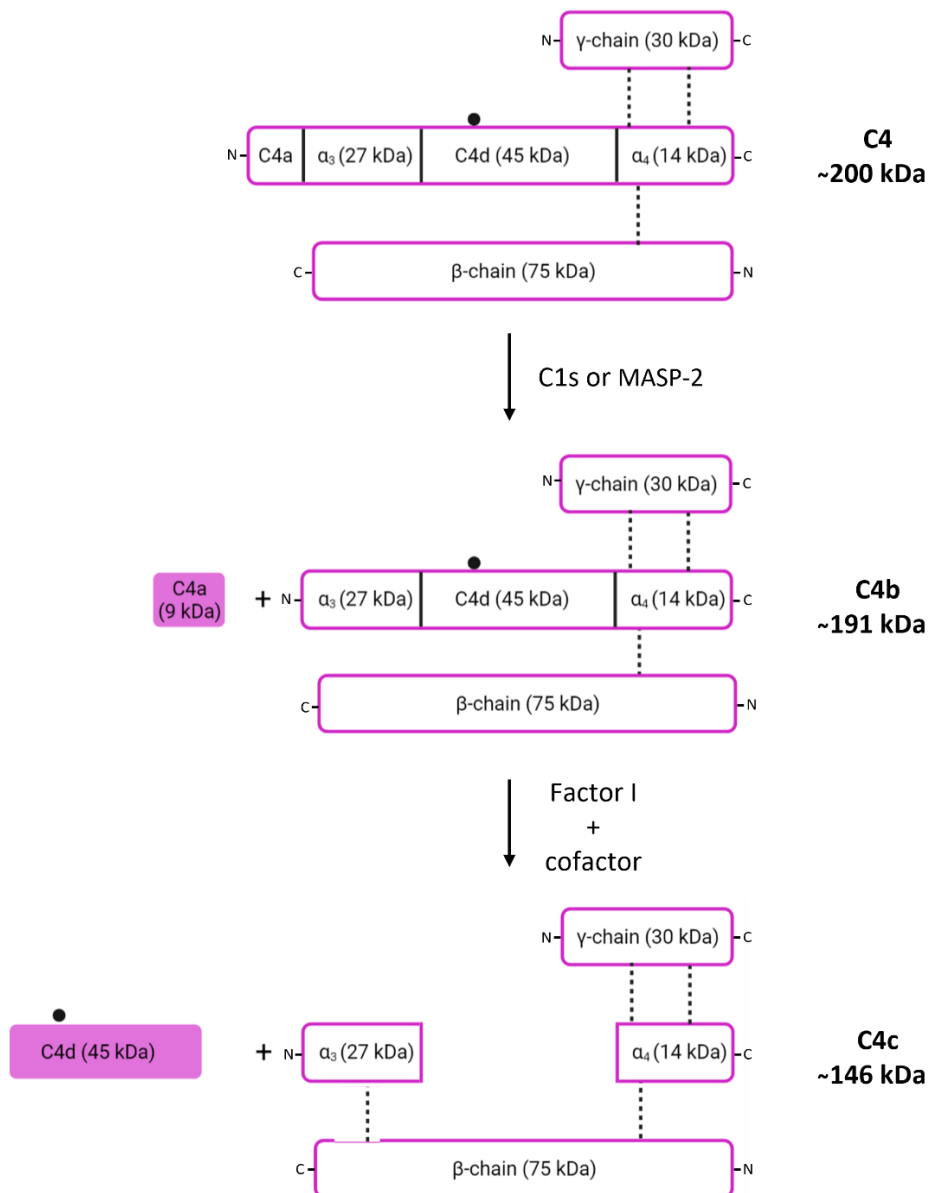 N
γ-chain (30 kDa)
C
N
C4a
α₃ (27 kDa)
C4d (45 kDa)
α₄ (14 kDa)
C
C4
~200 kDa
C
β-chain (75 kDa)
N
C1s or MASP-2
N
γ-chain (30 kDa)
C
C4a
(9 kDa)
+
N
α₃ (27 kDa)
C4d (45 kDa)
α₄ (14 kDa)
C
C4b
~191 kDa
C
β-chain (75 kDa)
N
Factor I
+
cofactor
N
γ-chain (30 kDa)
C
C4d (45 kDa)
+
N
α₃ (27 kDa)
α₄ (14 kDa)
C
C4c
~146 kDa
C
β-chain (75 kDa)
N